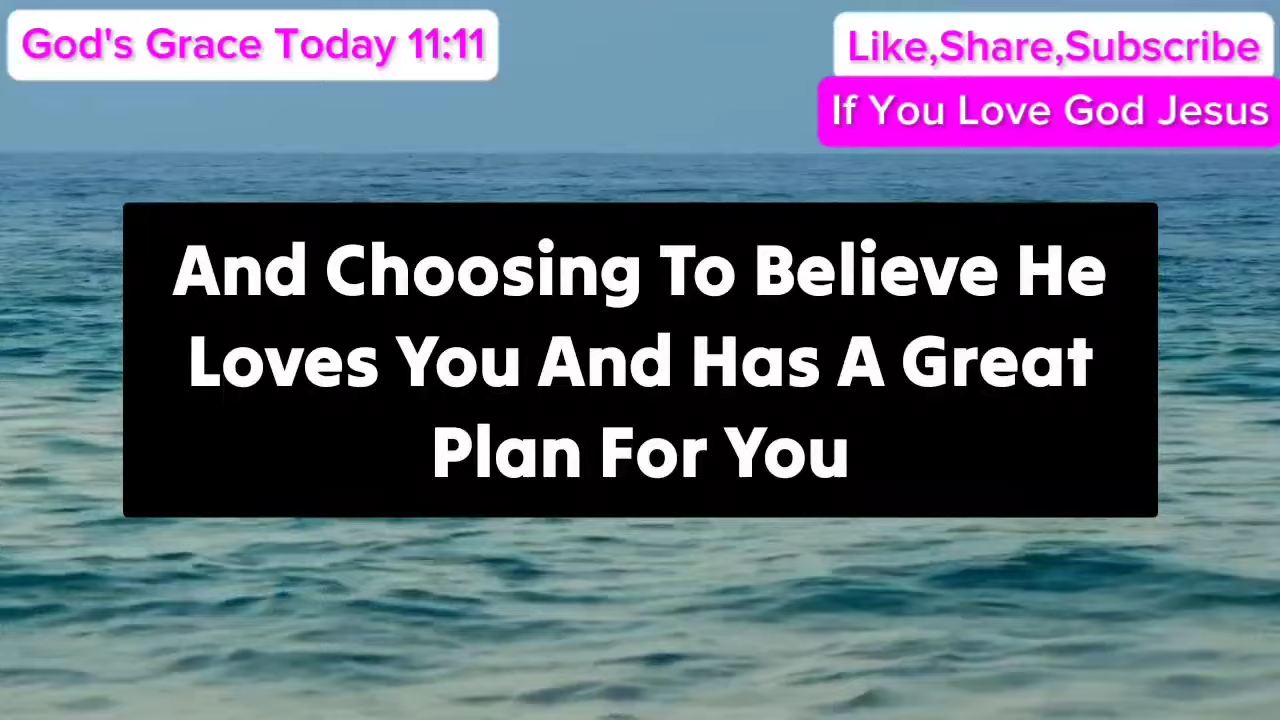 God's Grace Today 11:11
Like,Share,Subscribe
If You Love God Jesus
And Choosing To Believe He
Loves You And Has A Great
Plan For You